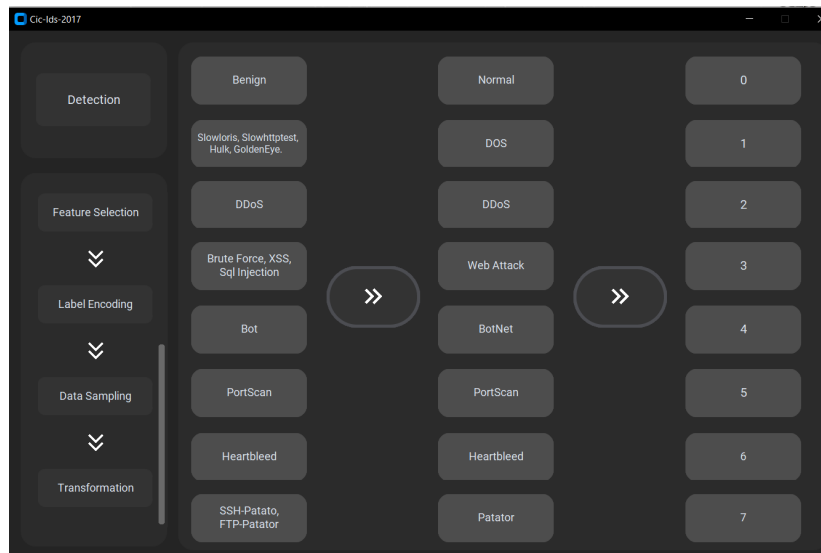 Cic-Ids-2017
Detection
Feature Selection
Label Encoding
Data Sampling
Transformation
Benign
Normal
0
Slowloris, Slowhttptest,
Hulk, GoldenEye.
DOS
1
DDoS
DDoS
2
Brute Force, XSS,
Sql Injection
Web Attack
3
Bot
BotNet
4
PortScan
PortScan
5
Heartbleed
Heartbleed
6
SSH-Patato,
FTP-Patator
Patator
7